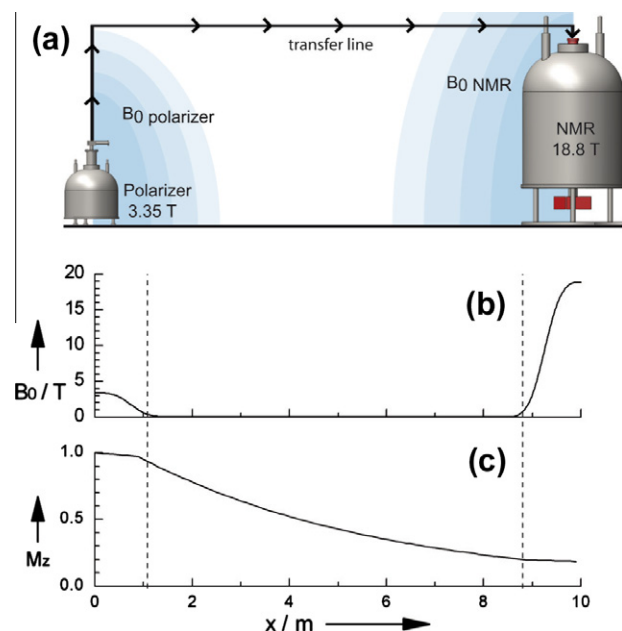 (a)
transfer line
B0 polarizer
B0 NMR
Polarizer
3.35 T
NMR
18.8 T
(b)
20
15
10
5
0
B0 / T
(c)
1.0
0.5
0.0
Mz
0 2 4 6 8 10
x / m